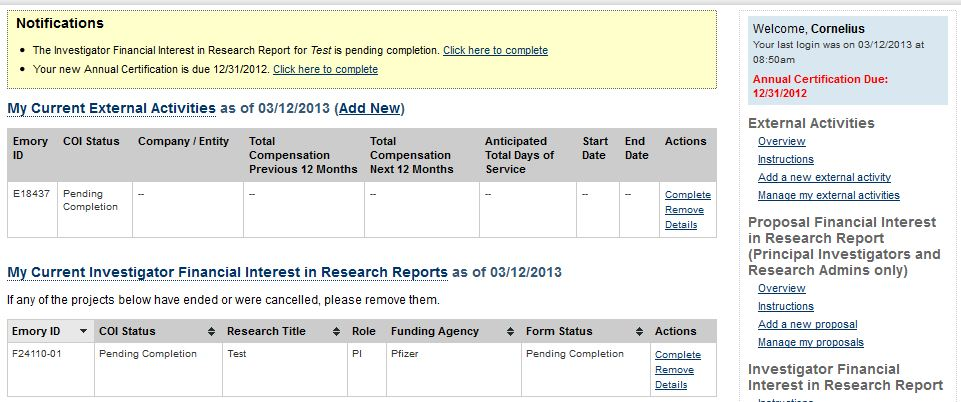 Notifications
The Investigator Financial Interest in Research Report for Test is pending completion. Click here to complete
Your new Annual Certification is due 12/31/2012. Click here to complete
My Current External Activities as of 03/12/2013 (Add New)
Emory ID COI Status Company / Entity Total Compensation Previous 12 Months Total Compensation Next 12 Months Anticipated Total Days of Service Start Date End Date Actions
E18437 Pending Completion -- -- -- -- -- -- Complete
Remove
Details
My Current Investigator Financial Interest in Research Reports as of 03/12/2013
If any of the projects below have ended or were cancelled, please remove them.
Emory ID COI Status Research Title Role Funding Agency Form Status Actions
F24110-01 Pending Completion Test PI Pfizer Pending Completion Complete
Remove
Details
Welcome, Cornelius
Your last login was on 03/12/2013 at
08:50am
Annual Certification Due:
12/31/2012
External Activities
Overview
Instructions
Add a new external activity
Manage my external activities
Proposal Financial Interest
in Research Report
(Principal Investigators and
Research Admins only)
Overview
Instructions
Add a new proposal
Manage my proposals
Investigator Financial
Interest in Research Report